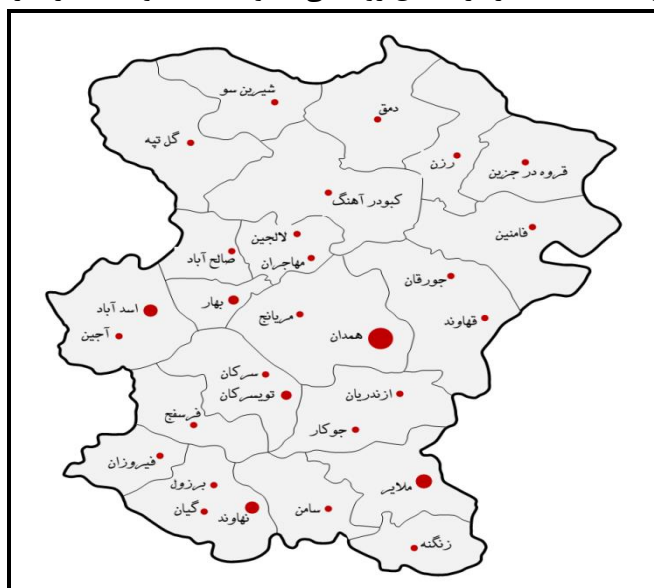 شیرین سو
دمق
گل تپه
رزن
قروه در جزین
کبودر آهنگ
فامنین
لالجین
صالح آباد
مهاجران
جورقان
بهار
اسد آباد
مریانج
قهاوند
همدان
آجین
سرکان
تویسرکان
ازندریان
فرسفج
جوکار
فیروزان
برزول
ملایر
گیان
نهاوند
سامن
زنگنه